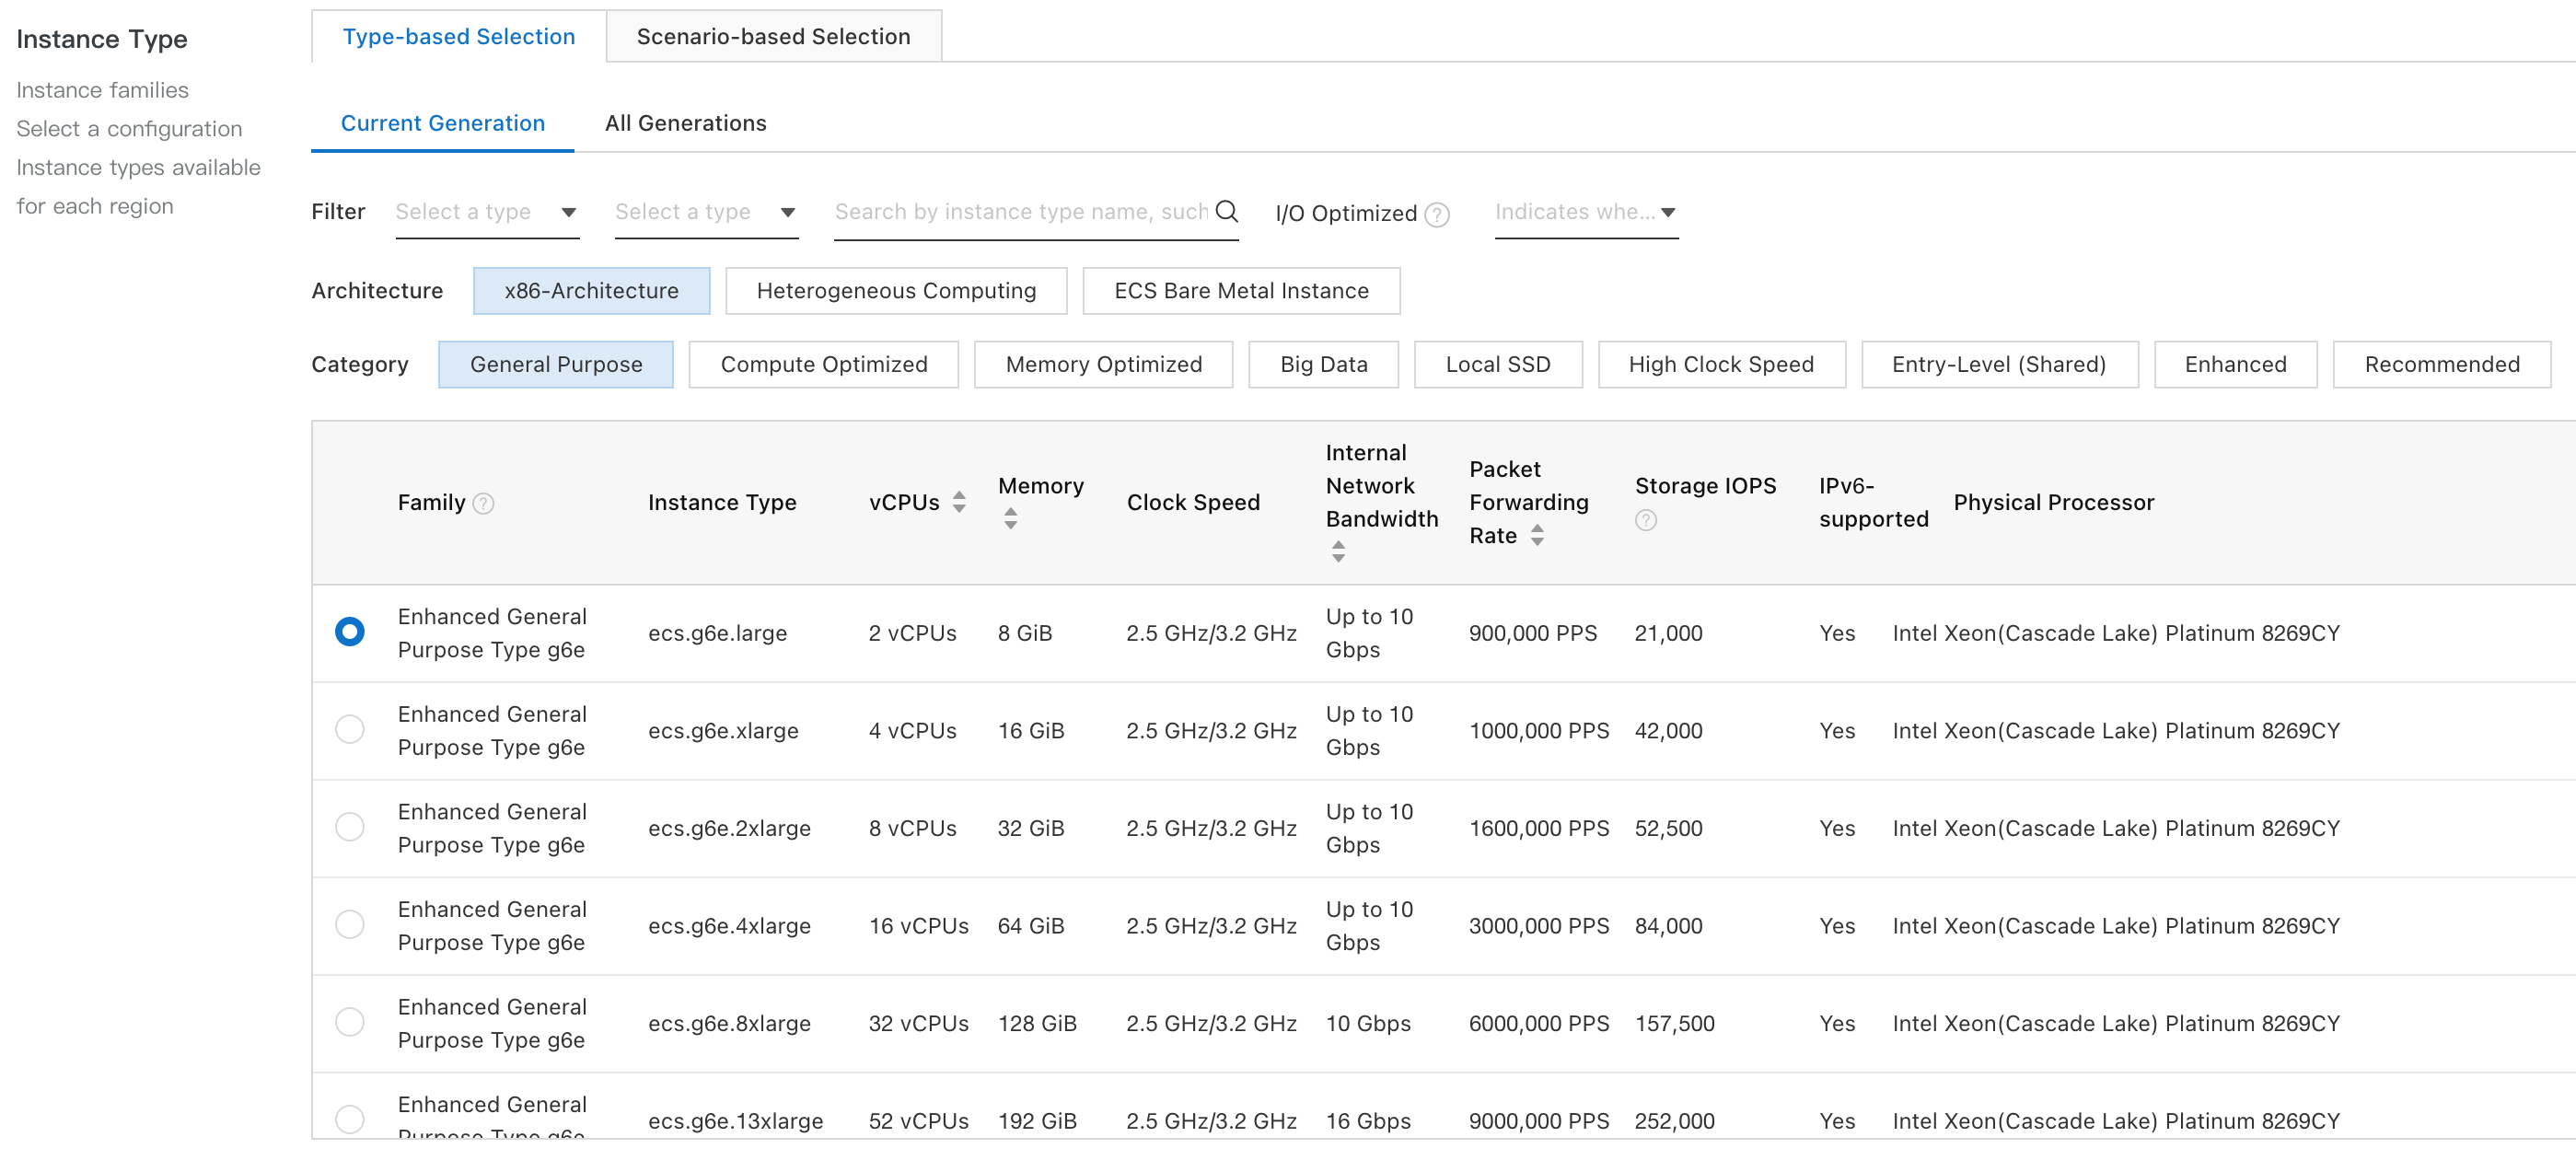 Instance Type
Instance families
Select a configuration
Instance types available
for each region
Type-based Selection
Scenario-based Selection
Current Generation
All Generations
Filter
Select a type
Select a type
Search by instance type name, such
I/O Optimized ?
Indicates whe...
Architecture
x86-Architecture
Heterogeneous Computing
ECS Bare Metal Instance
Category
General Purpose
Compute Optimized
Memory Optimized
Big Data
Local SSD
High Clock Speed
Entry-Level (Shared)
Enhanced
Recommended
Family ?
Instance Type
vCPUs
Memory
Clock Speed
Internal
Network
Bandwidth
Packet
Forwarding
Rate
Storage IOPS
?
IPv6-
supported
Physical Processor
Enhanced General
Purpose Type g6e
ecs.g6e.large
2 vCPUs
8 GiB
2.5 GHz/3.2 GHz
Up to 10
Gbps
900,000 PPS
21,000
Yes
Intel Xeon(Cascade Lake) Platinum 8269CY
Enhanced General
Purpose Type g6e
ecs.g6e.xlarge
4 vCPUs
16 GiB
2.5 GHz/3.2 GHz
Up to 10
Gbps
1000,000 PPS
42,000
Yes
Intel Xeon(Cascade Lake) Platinum 8269CY
Enhanced General
Purpose Type g6e
ecs.g6e.2xlarge
8 vCPUs
32 GiB
2.5 GHz/3.2 GHz
Up to 10
Gbps
1600,000 PPS
52,500
Yes
Intel Xeon(Cascade Lake) Platinum 8269CY
Enhanced General
Purpose Type g6e
ecs.g6e.4xlarge
16 vCPUs
64 GiB
2.5 GHz/3.2 GHz
Up to 10
Gbps
3000,000 PPS
84,000
Yes
Intel Xeon(Cascade Lake) Platinum 8269CY
Enhanced General
Purpose Type g6e
ecs.g6e.8xlarge
32 vCPUs
128 GiB
2.5 GHz/3.2 GHz
10 Gbps
6000,000 PPS
157,500
Yes
Intel Xeon(Cascade Lake) Platinum 8269CY
Enhanced General
Purpose Type g6e
ecs.g6e.13xlarge
52 vCPUs
192 GiB
2.5 GHz/3.2 GHz
16 Gbps
9000,000 PPS
252,000
Yes
Intel Xeon(Cascade Lake) Platinum 8269CY